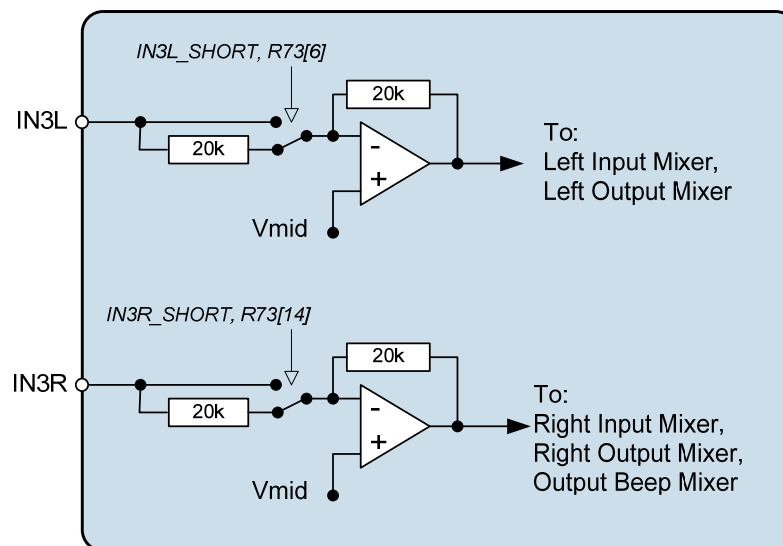 IN3L_SHORT, R73[6]
20k
IN3L
20k
-
+
Vmid
To:
Left Input Mixer,
Left Output Mixer
IN3R_SHORT, R73[14]
20k
IN3R
20k
-
+
Vmid
To:
Right Input Mixer,
Right Output Mixer,
Output Beep Mixer